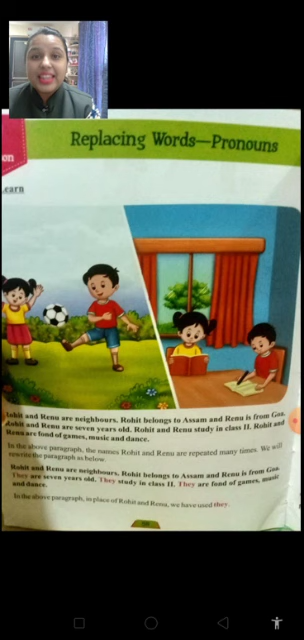 Replacing Words—Pronouns
on
Learn
Rohit and Renu are neighbours. Rohit belongs to Assam and Renu is from Goa.
Rohit and Renu are seven years old. Rohit and Renu study in class II. Rohit and
Renu are fond of games, music and dance.
In the above paragraph, the names Rohit and Renu are repeated many times. We will
rewrite the paragraph as below.
Rohit and Renu are neighbours. Rohit belongs to Assam and Renu is from Goa.
They are seven years old. They study in class II. They are fond of games, music
and dance.
In the above paragraph, in place of Rohit and Renu, we have used they.